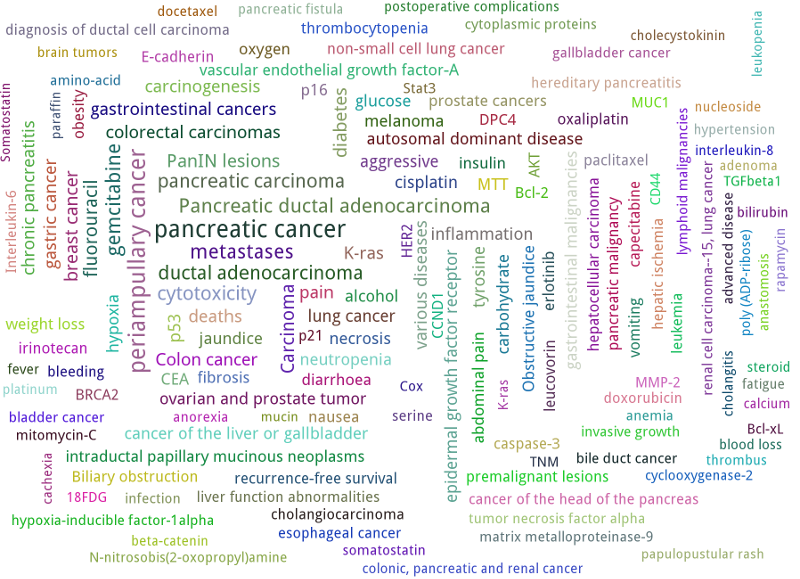 docetaxel
pancreatic fistula
postoperative complications
diagnosis of ductal cell carcinoma
thrombocytopenia
cytoplasmic proteins
cholecystokinin
leukopenia
brain tumors
E-cadherin
oxygen
non-small cell lung cancer
gallbladder cancer
vascular endothelial growth factor-A
amino-acid
carcinogenesis
p16
Stat3
hereditary pancreatitis
Somatostatin
paraffin
obesity
gastrointestinal cancers
diabetes
glucose
prostate cancers
MUC1
nucleoside
colorectal carcinomas
melanoma
DPC4
oxaliplatin
hypertension
autosomal dominant disease
lymphoid malignancies
interleukin-8
chronic pancreatitis
PanIN lesions
aggressive
insulin
AKT
paclitaxel
adenoma
Interleukin-6
gastric cancer
breast cancer
fluorouracil
gemcitabine
periampullary cancer
pancreatic carcinoma
cisplatin
MTT
Bcl-2
gastrointestinal malignancies
CD44
TGFbeta1
Pancreatic ductal adenocarcinoma
hepatocellular carcinoma
pancreatic malignancy
capecitabine
renal cell carcinoma--15, lung cancer
advanced disease
bilirubin
pancreatic cancer
HER2
inflammation
metastases
K-ras
various diseases
hepatic ischemia
poly (ADP-ribose)
rapamycin
ductal adenocarcinoma
epidermal growth factor receptor
tyrosine
carbohydrate
Obstructive jaundice
erlotinib
anastomosis
cytotoxicity
Carcinoma
pain
alcohol
CCND1
vomiting
leukemia
hypoxia
weight loss
p53
deaths
lung cancer
irinotecan
jaundice
p21
necrosis
abdominal pain
fever
bleeding
Colon cancer
neutropenia
leucovorin
steroid
platinum
BRCA2
CEA
fibrosis
diarrhoea
Cox
K-ras
MMP-2
cholangitis
fatigue
ovarian and prostate tumor
doxorubicin
calcium
bladder cancer
anorexia
mucin
nausea
serine
anemia
mitomycin-C
cancer of the liver or gallbladder
invasive growth
Bcl-xL
caspase-3
blood loss
intraductal papillary mucinous neoplasms
TNM
bile duct cancer
thrombus
cachexia
Biliary obstruction
recurrence-free survival
premalignant lesions
cyclooxygenase-2
18FDG
infection
liver function abnormalities
cancer of the head of the pancreas
hypoxia-inducible factor-1alpha
cholangiocarcinoma
tumor necrosis factor alpha
beta-catenin
esophageal cancer
matrix metalloproteinase-9
N-nitrosobis(2-oxopropyl)amine
somatostatin
papulopustular rash
colonic, pancreatic and renal cancer